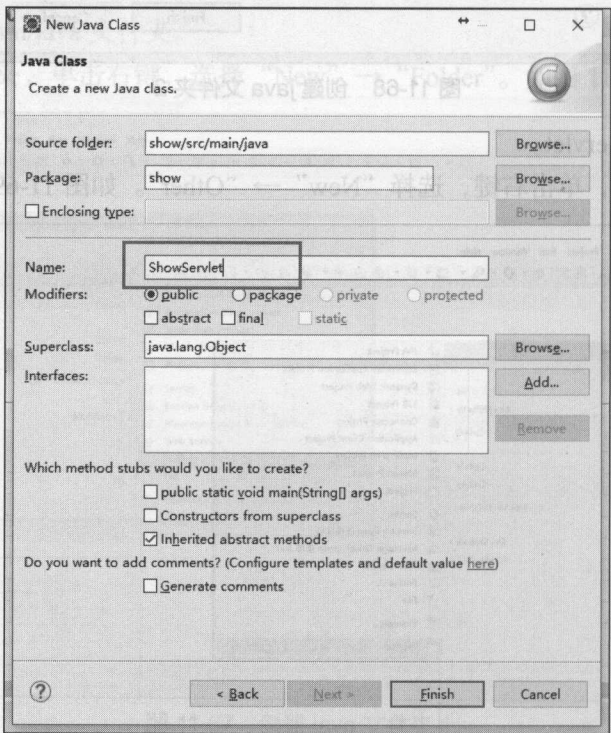 New Java Class
Java Class
Create a new Java class.
Source folder: show/src/main/java Browse...
Package: show Browse...
Enclosing type: Browse...
Name: ShowServlet
Modifiers: public package private protected
abstract final static
Superclass: java.lang.Object Browse...
Interfaces: Add...
Remove
Which method stubs would you like to create?
public static void main(String[] args)
Constructors from superclass
Inherited abstract methods
Do you want to add comments? (Configure templates and default value here)
Generate comments
< Back Next > Finish Cancel